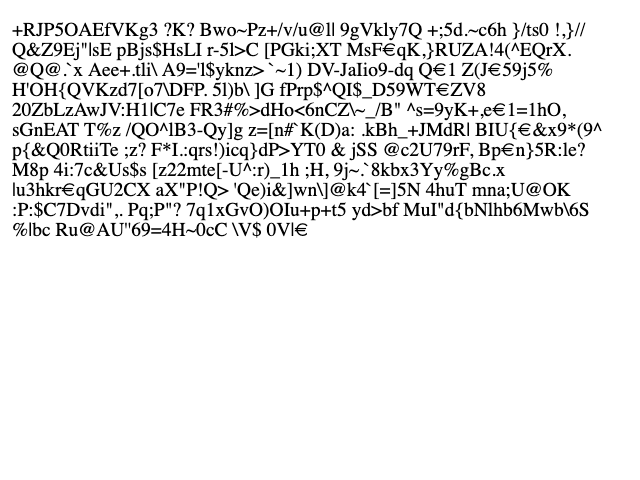 +RJP5OAEfVKg3 ?K? Bwo~Pz+/v/u@l| 9gVkly7Q +;5d.~c6h }/ts0 !,}//
Q&Z9Ej"|sE pBjs$HsLI r-5l>C [PGki;XT MsF€qK,}RUZA!4(^EQrX.
@Q@.`x Aee+.tli\ A9='l$yknz> `~1) DV-JaIio9-dq Q€1 Z(J€59j5%
H'OH{QVKzd7[o7\DFP. 5l)b\ ]G fPrp$^QI$_D59WT€ZV8
20ZbLzAwJV:H1|C7e FR3#%>dHo<6nCZ\~_/B" ^s=9yK+,e€1=1hO,
sGnEAT T%z /QO^lB3-Qy]g z=[n#`K(D)a: .kBh_+JMdR| BIU{€&x9*(9^
p{&Q0RtiiTe ;z? F*I.:qrs!)icq}dP>YT0 & jSS @c2U79rF, Bp€n}5R:le?
M8p 4i:7c&Us$s [z22mte[-U^:r)_1h ;H, 9j~.`8kbx3Yy%gBc.x
|u3hkr€qGU2CX aX"P!Q> 'Qe)i&]wn\]@k4`[=]5N 4huT mna;U@OK
:P:$C7Dvdi",. Pq;P"? 7q1xGvO)OIu+p+t5 yd>bf MuI"d{bNlhb6Mwb\6S
%|bc Ru@AU"69=4H~0cC \V$ 0V|€